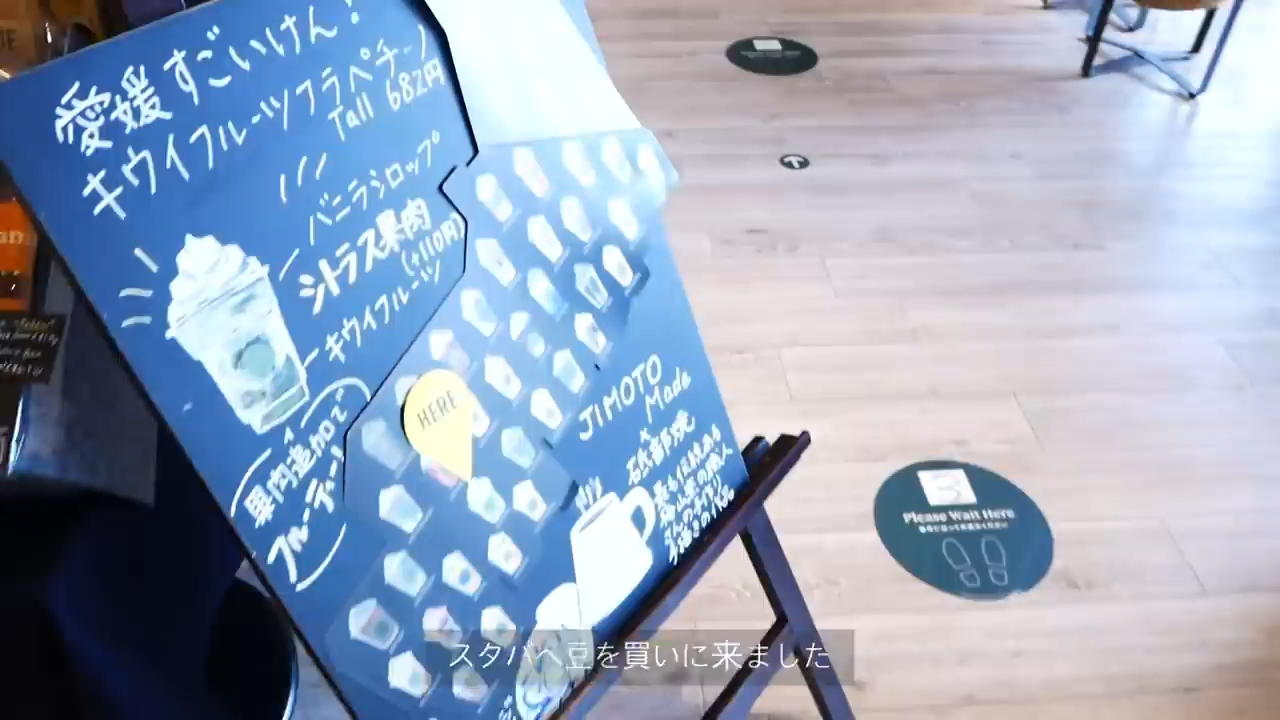 愛媛すごいけん!
キウイフルーツフラペチーノ
Tall 682円
バニラシロップ
シトラス果肉
(+110円)
キウイフルーツ
果肉追加で
フルーティー!
HERE
JIMOTO
Made
×
砥部焼
Please Wait Here
スタバへ豆を買いに来ました